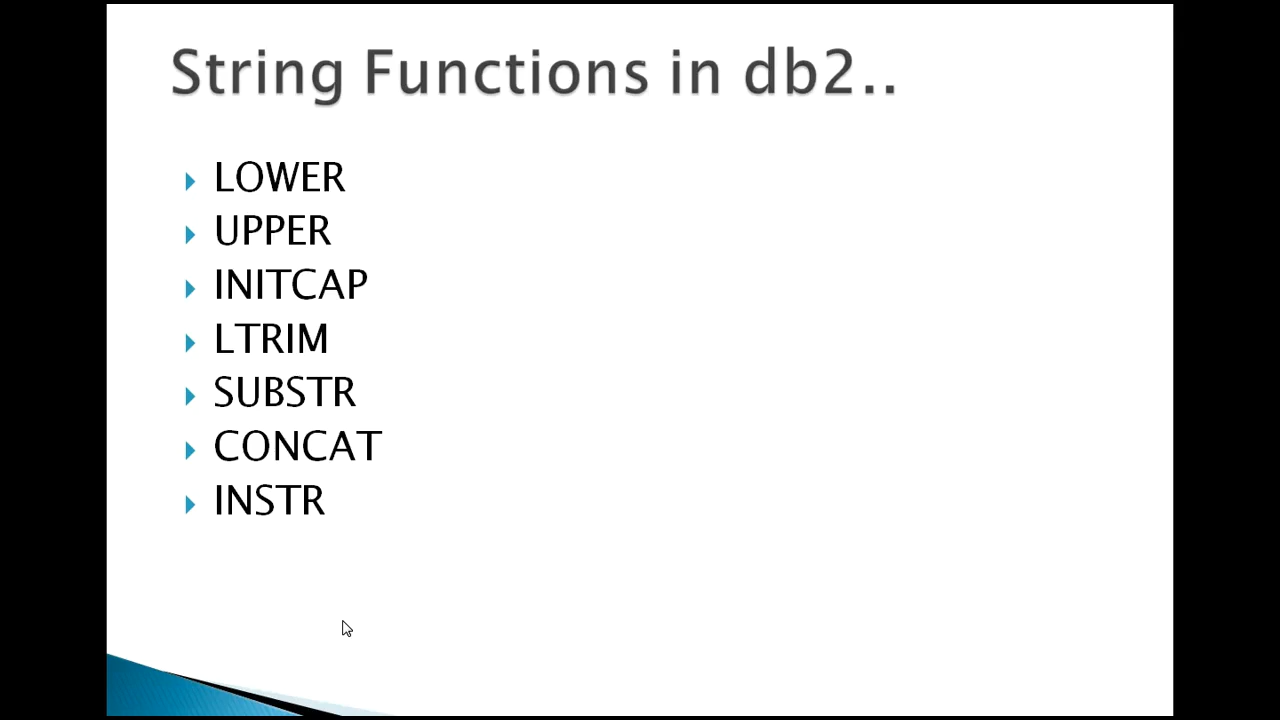 String Functions in db2..
LOWER
UPPER
INITCAP
LTRIM
SUBSTR
CONCAT
INSTR